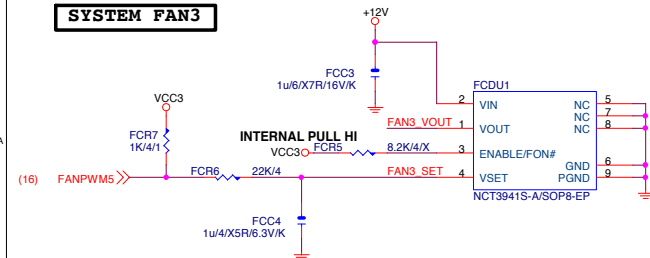 SYSTEM FAN3
+12V
FCC3
1u/6/X7R/16V/K
FCDU1
VCC3
2 VIN NC 5
NC 7
FAN3_VOUT 1 VOUT NC 8
FCR7
1K/4/1
INTERNAL PULL HI
VCC3 FCR5 8.2K/4/X 3 ENABLE/FON#
GND 6
A
(16) FANPWM5 FCR6 22K/4 FAN3_SET 4 VSET PGND 9
NCT3941S-A/SOP8-EP
FCC4
1u/4/X5R/6.3V/K